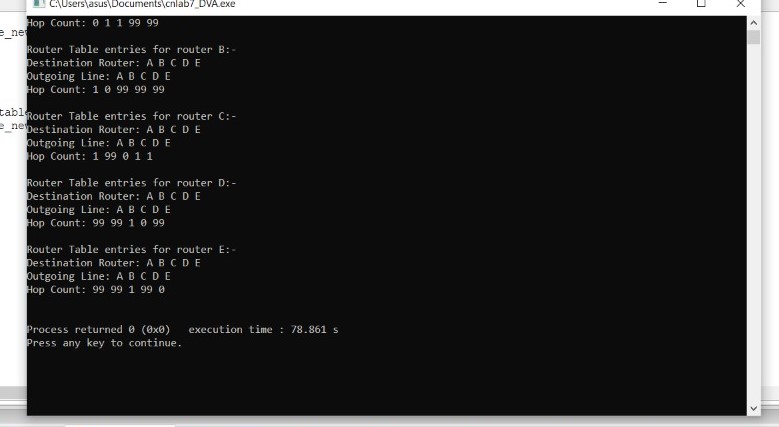 C:\Users\asus\Documents\cnlab7_DVA.exe
Hop Count: 0 1 1 99 99
Router Table entries for router B:-
Destination Router: A B C D E
Outgoing Line: A B C D E
Hop Count: 1 0 99 99 99
Router Table entries for router C:-
Destination Router: A B C D E
Outgoing Line: A B C D E
Hop Count: 1 99 0 1 1
Router Table entries for router D:-
Destination Router: A B C D E
Outgoing Line: A B C D E
Hop Count: 99 99 1 0 99
Router Table entries for router E:-
Destination Router: A B C D E
Outgoing Line: A B C D E
Hop Count: 99 99 1 99 0
Process returned 0 (0x0) execution time : 78.861 s
Press any key to continue.